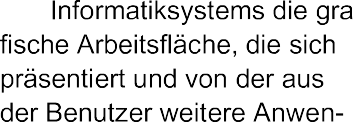 Informatiksystems die gra
fische Arbeitsfläche, die sich
präsentiert und von der aus
der Benutzer weitere Anwen-